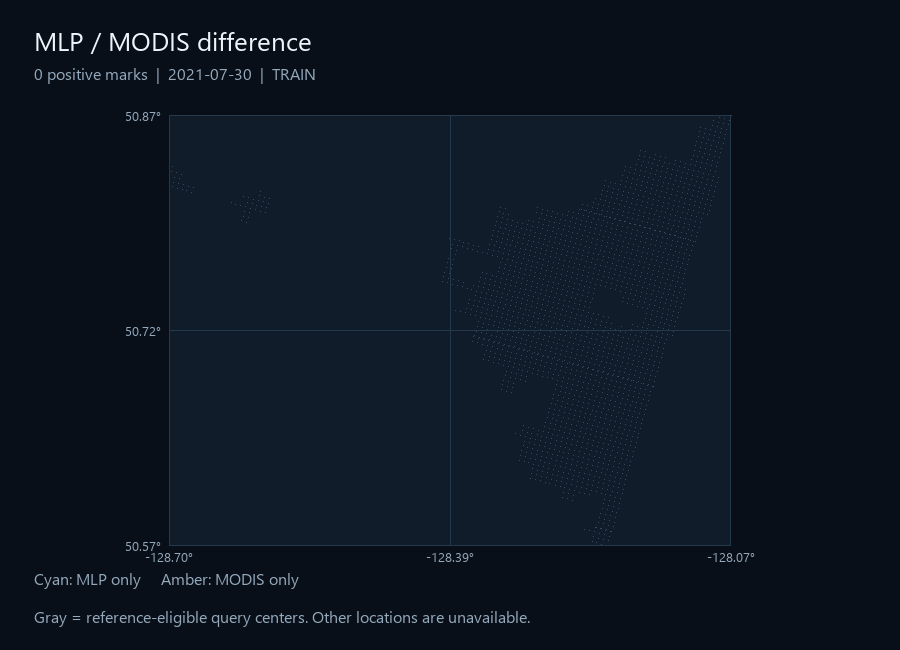 MLP / MODIS difference
0 positive marks | 2021-07-30 | TRAIN
50.87°
50.72°
50.57°
-128.70° -128.39° -128.07°
Cyan: MLP only Amber: MODIS only
Gray = reference-eligible query centers. Other locations are unavailable.